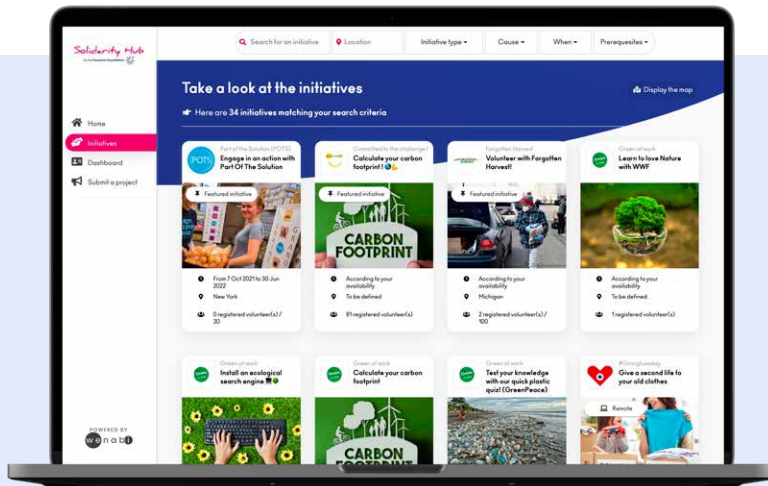 Solidarity Hub
Search for an initiative
Location
Initiative type
Cause
When
Prerequesites
Home
Initiatives
Dashboard
Submit a project
POWERED BY
wenabi
Take a look at the initiatives
Display the map
Here are 34 initiatives matching your search criteria
POTS
Part of the Solution (POTS)
Engage in an action with
Part Of The Solution
Featured initiative
From 7 Oct 2021 to 30 Jun
2022
New York
0 registered volunteer(s) /
30
Committed to the challenge!
Calculate your carbon
footprint !
Featured initiative
CARBON
FOOTPRINT
According to your
availability
To be defined
81 registered volunteer(s)
Forgotten Harvest
Volunteer with Forgotten
Harvest!
Featured initiative
According to your
availability
Michigan
2 registered volunteer(s) /
100
Green at work
Learn to love Nature
with WWF
According to your
availability
To be defined
1 registered volunteer(s)
Green at work
Install an ecological
search engine
Green at work
Calculate your carbon
footprint
CARBON
FOOTPRINT
Green at work
Test your knowledge
with our quick plastic
quiz! (GreenPeace)
#Givingtuesday
Give a second life to
your old clothes
Remote